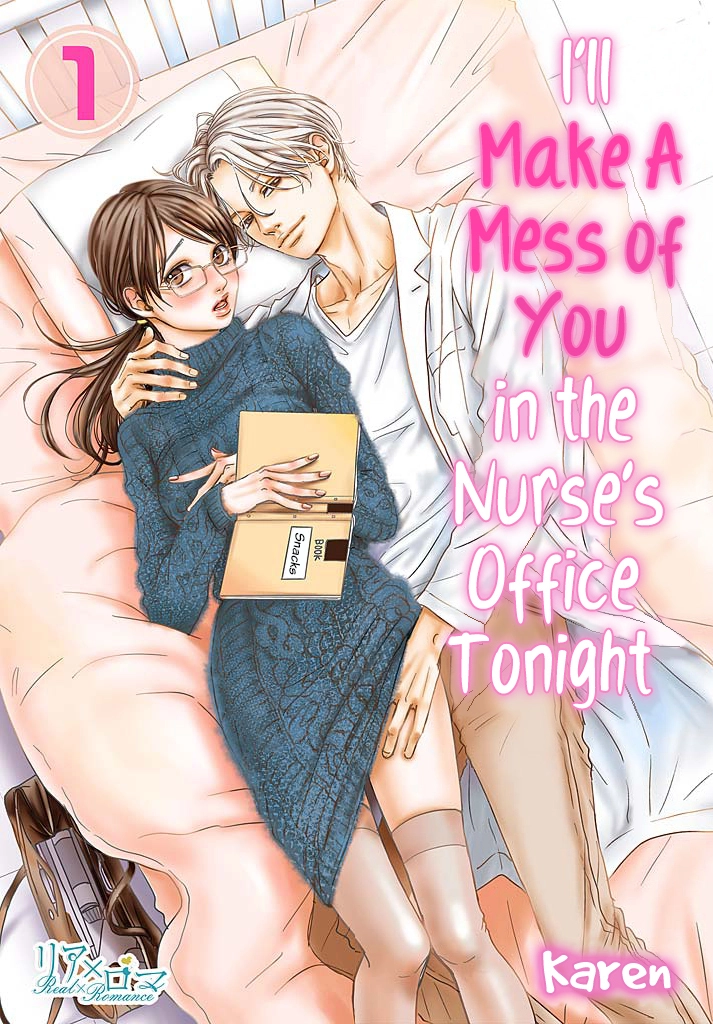 1
I'll
Make A
Mess of
You
in the
Nurse's
Office
Tonight
Book
Snacks
リア×ロマ
Real×Romance
Karen